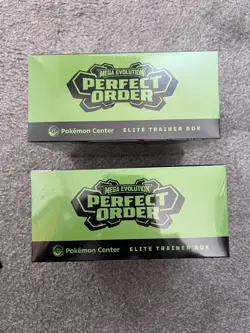 MEGA EVOLUTION
PERFECT
ORDER
Pokémon Center ELITE TRAINER BOX
MEGA EVOLUTION
PERFECT
ORDER
Pokémon Center ELITE TRAINER BOX